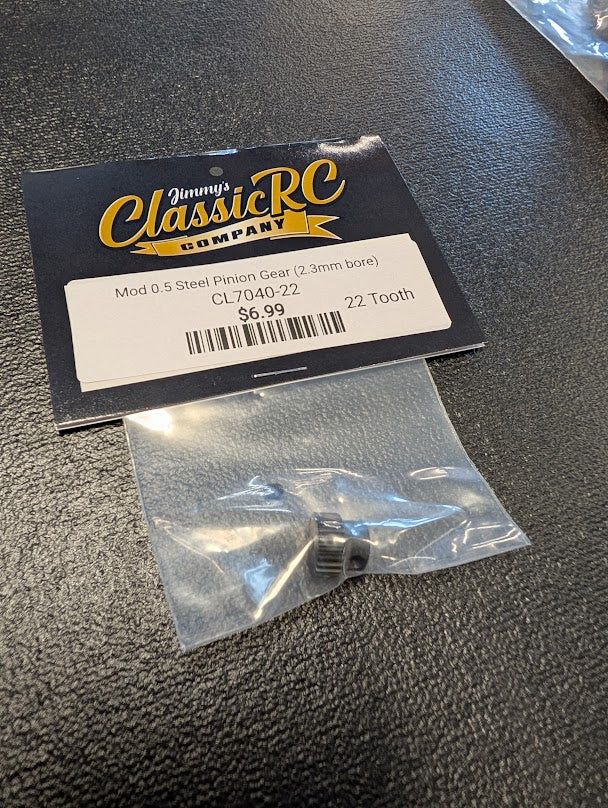 Jimmy's
ClassicRC
COMPANY
Mod 0.5 Steel Pinion Gear (2.3mm bore)
CL7040-22
$6.99
22 Tooth